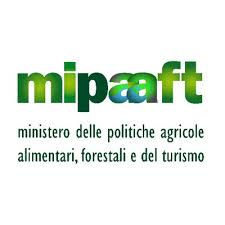 mipaaft
ministero delle politiche agricole
alimentari, forestali e del turismo